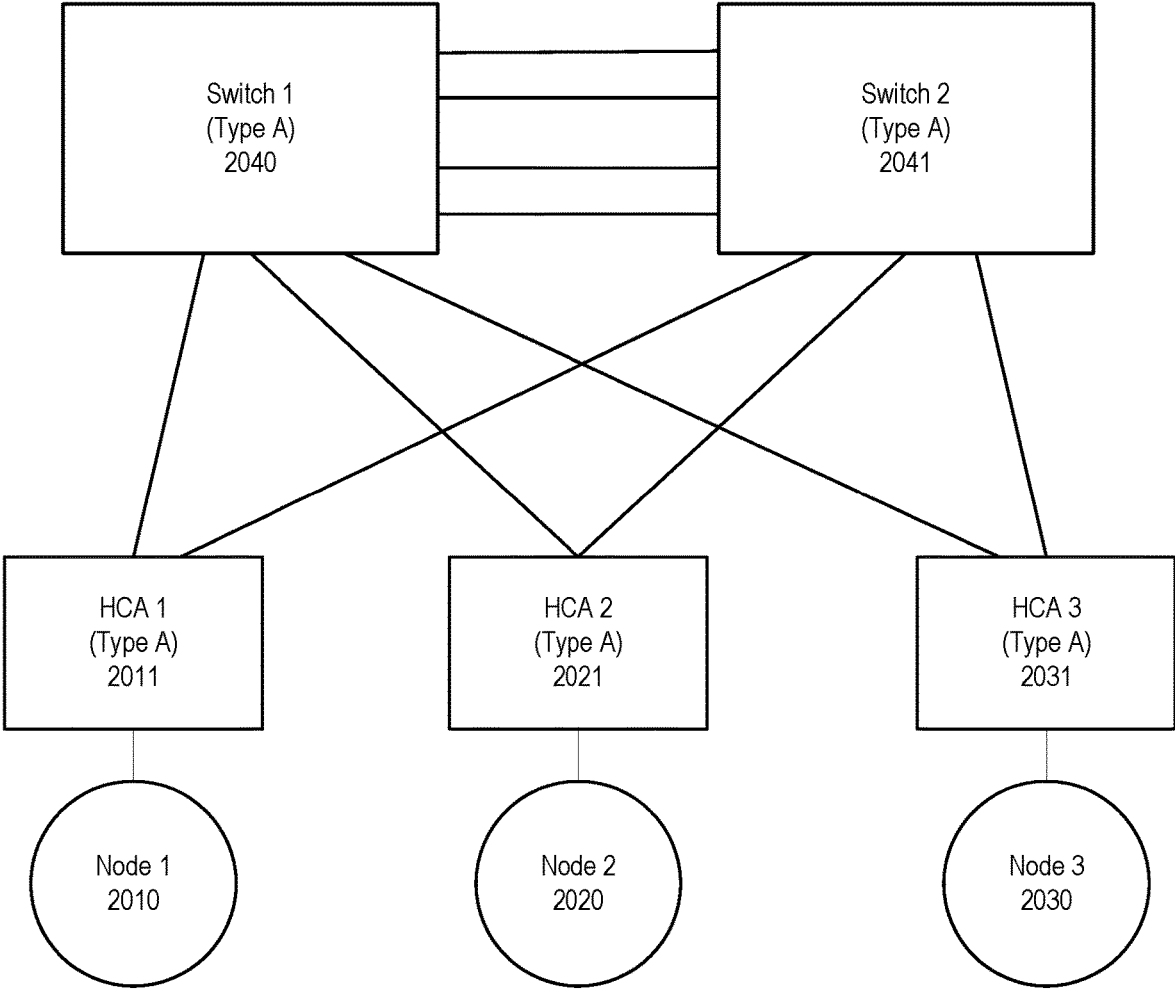 Switch 1
(Type A)
2040
Switch 2
(Type A)
2041
HCA 1
(Type A)
2011
HCA 2
(Type A)
2021
HCA 3
(Type A)
2031
Node 1
2010
Node 2
2020
Node 3
2030